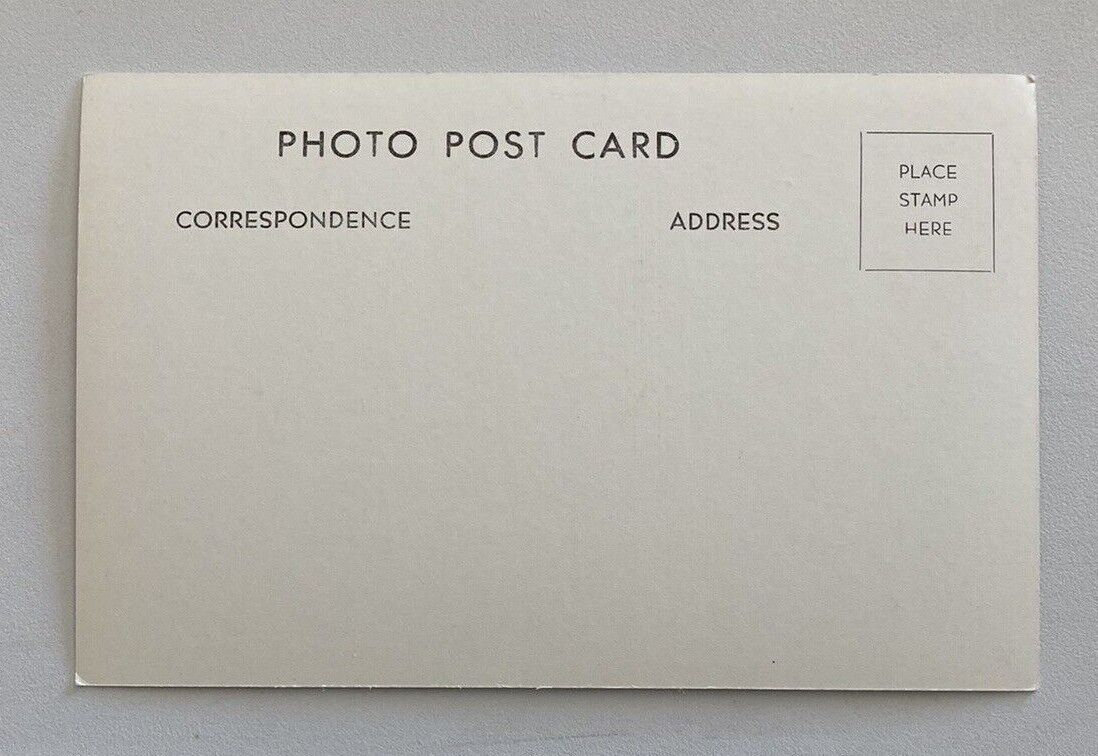 PHOTO POST CARD
CORRESPONDENCE
ADDRESS
PLACE
STAMP
HERE